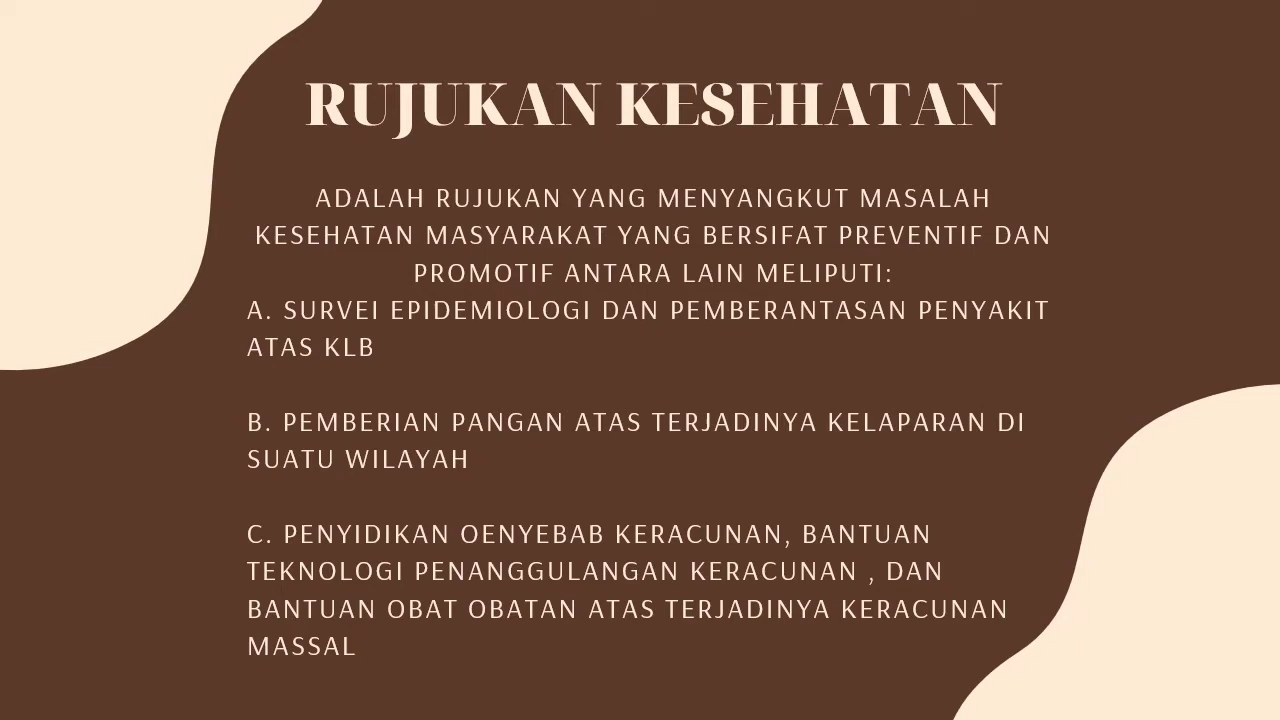 RUJUKAN KESEHATAN
ADALAH RUJUKAN YANG MENYANGKUT MASALAH
KESEHATAN MASYARAKAT YANG BERSIFAT PREVENTIF DAN
PROMOTIF ANTARA LAIN MELIPUTI:
A. SURVEI EPIDEMIOLOGI DAN PEMBERANTASAN PENYAKIT
ATAS KLB
B. PEMBERIAN PANGAN ATAS TERJADINYA KELAPARAN DI
SUATU WILAYAH
C. PENYIDIKAN OENYEBAB KERACUNAN, BANTUAN
TEKNOLOGI PENANGGULANGAN KERACUNAN , DAN
BANTUAN OBAT OBATAN ATAS TERJADINYA KERACUNAN
MASSAL